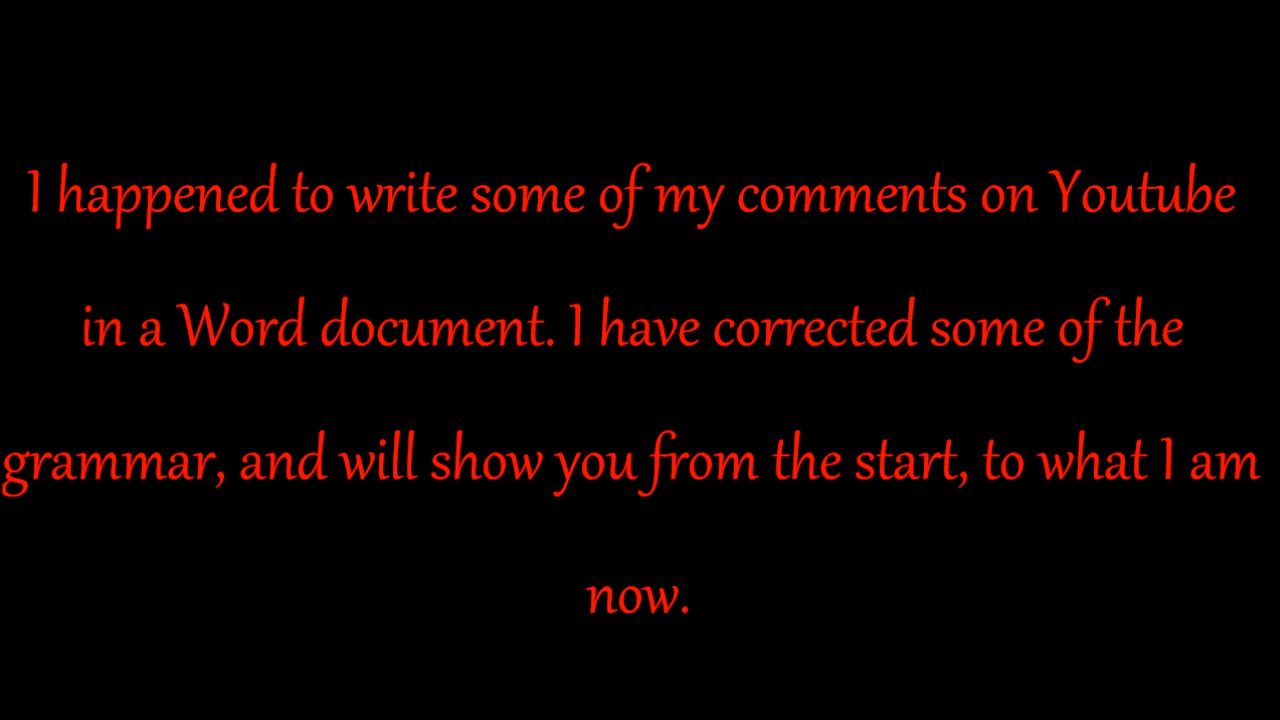 I happened to write some of my comments on Youtube
in a Word document. I have corrected some of the
grammar, and will show you from the start, to what I am
now.